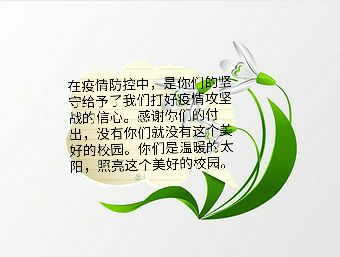 在疫情防控中，是你们的坚
守给予了我们打好疫情攻坚
战的信心。感谢你们的付
出，没有你们就没有这个美
好的校园。你们是温暖的太
阳，照亮这个美好的校园。